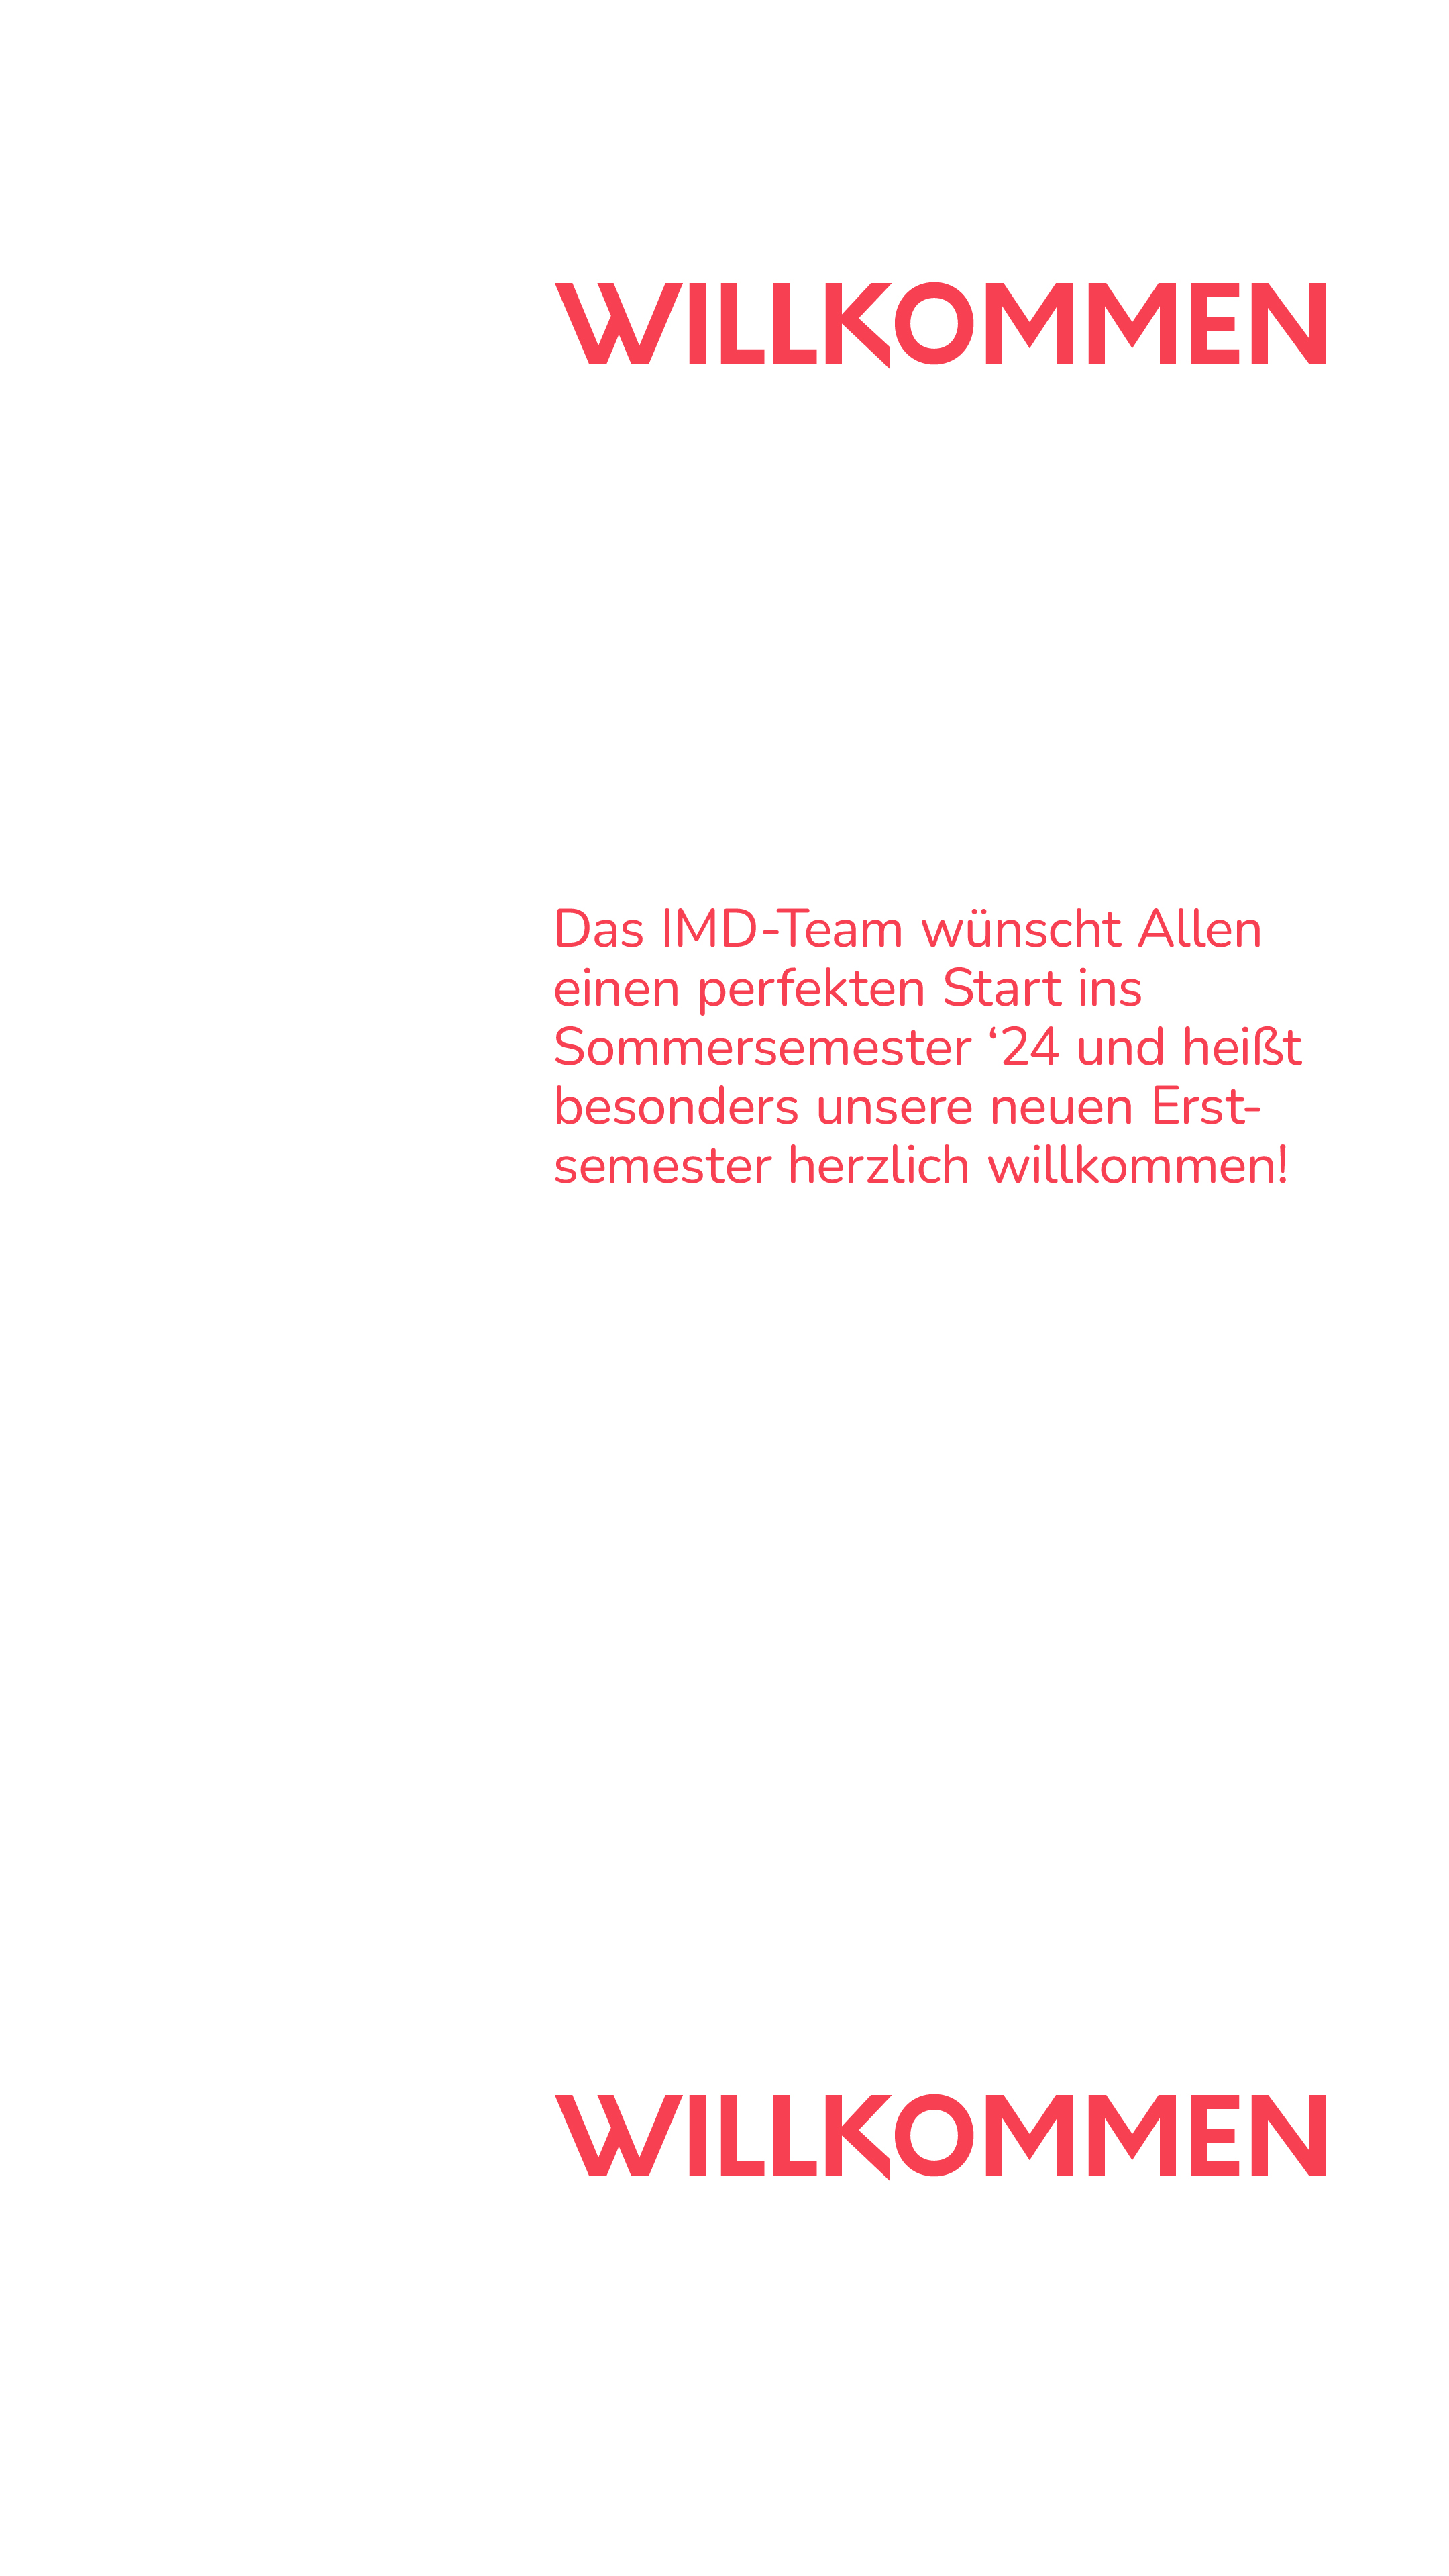 WILLKOMMEN
Das IMD-Team wünscht Allen
einen perfekten Start ins
Sommersemester ‘24 und heißt
besonders unsere neuen Erst-
semester herzlich willkommen!
WILLKOMMEN